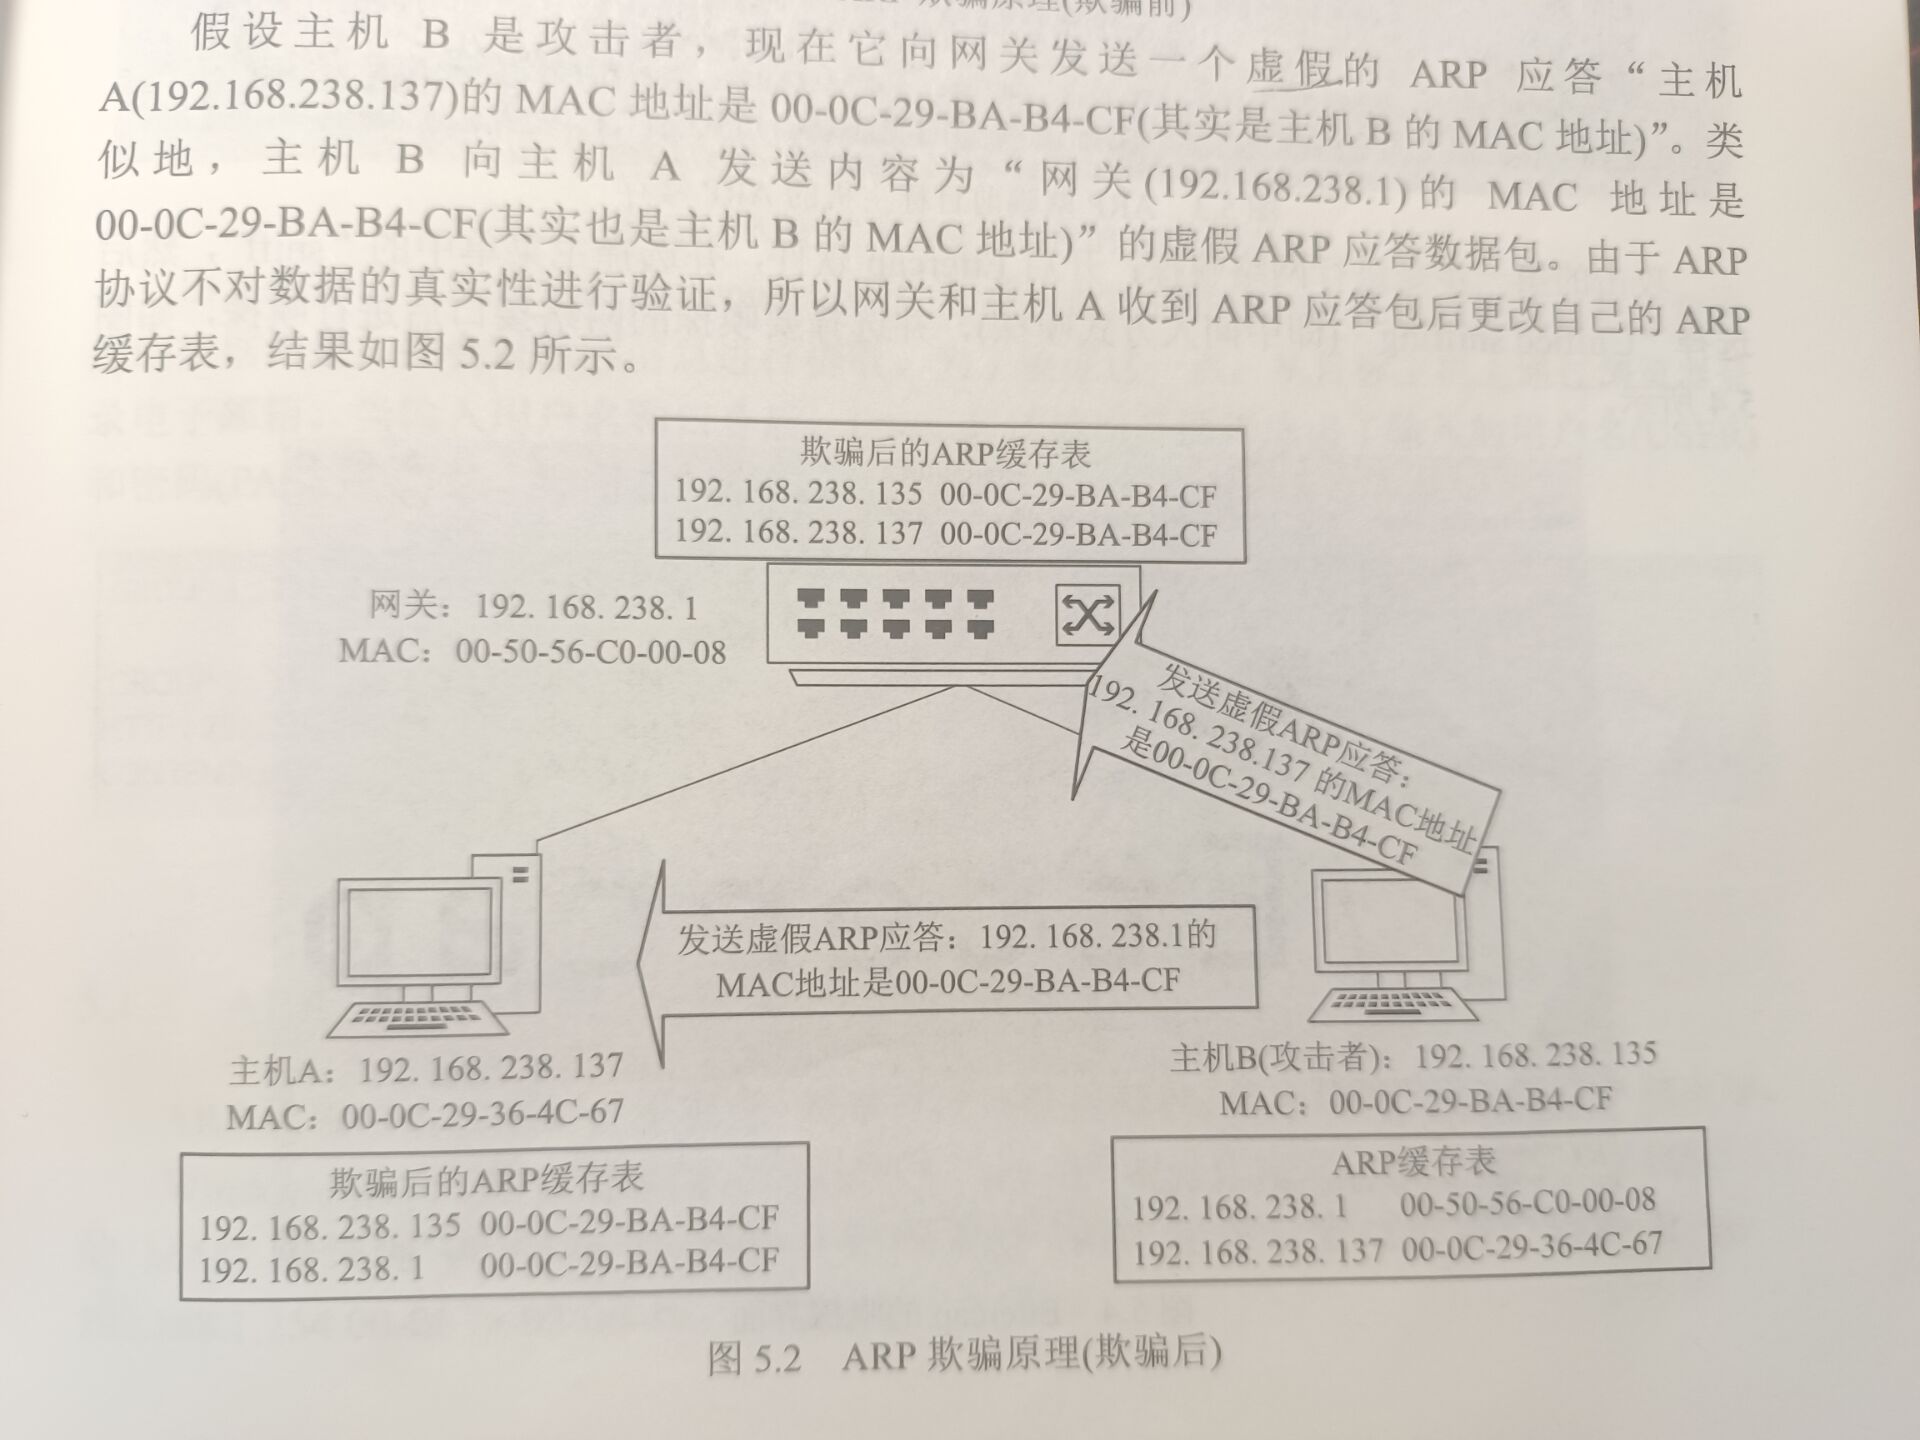 欺骗原理(欺骗前)
假设主机 B 是攻击者，现在它向网关发送一个虚假的 ARP 应答“主机
A(192.168.238.137)的 MAC 地址是 00-0C-29-BA-B4-CF(其实是主机 B 的 MAC 地址)”。类
似地，主机 B 向主机 A 发送内容为“网关(192.168.238.1)的 MAC 地址是
00-0C-29-BA-B4-CF(其实也是主机 B 的 MAC 地址)”的虚假 ARP 应答数据包。由于 ARP
协议不对数据的真实性进行验证，所以网关和主机 A 收到 ARP 应答包后更改自己的 ARP
缓存表，结果如图 5.2 所示。
欺骗后的ARP缓存表
192. 168. 238. 135 00-0C-29-BA-B4-CF
192. 168. 238. 137 00-0C-29-BA-B4-CF
网关：192. 168. 238. 1
MAC：00-50-56-C0-00-08
发送虚假ARP应答：
192. 168. 238.137 的MAC地址
是00-0C-29-BA-B4-CF
发送虚假ARP应答：192. 168. 238.1的
MAC地址是00-0C-29-BA-B4-CF
主机A：192. 168. 238. 137
MAC：00-0C-29-36-4C-67
主机B(攻击者)：192. 168. 238. 135
MAC：00-0C-29-BA-B4-CF
欺骗后的ARP缓存表
192. 168. 238. 135 00-0C-29-BA-B4-CF
192. 168. 238. 1 00-0C-29-BA-B4-CF
ARP缓存表
192. 168. 238. 1 00-50-56-C0-00-08
192. 168. 238. 137 00-0C-29-36-4C-67
图 5.2 ARP 欺骗原理(欺骗后)